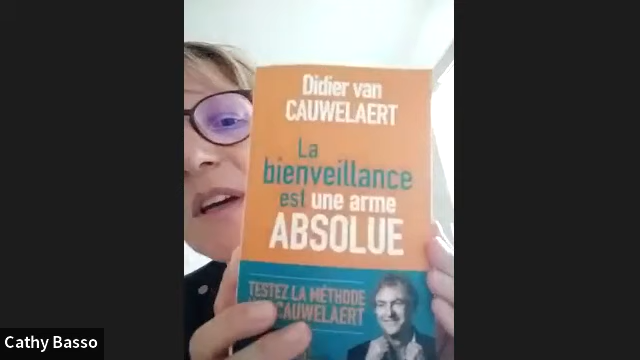 Didier van
CAUWELAERT
La
bienveillance
est une arme
ABSOLUE
TESTEZ LA MÉTHODE
CAUWELAERT
Cathy Basso